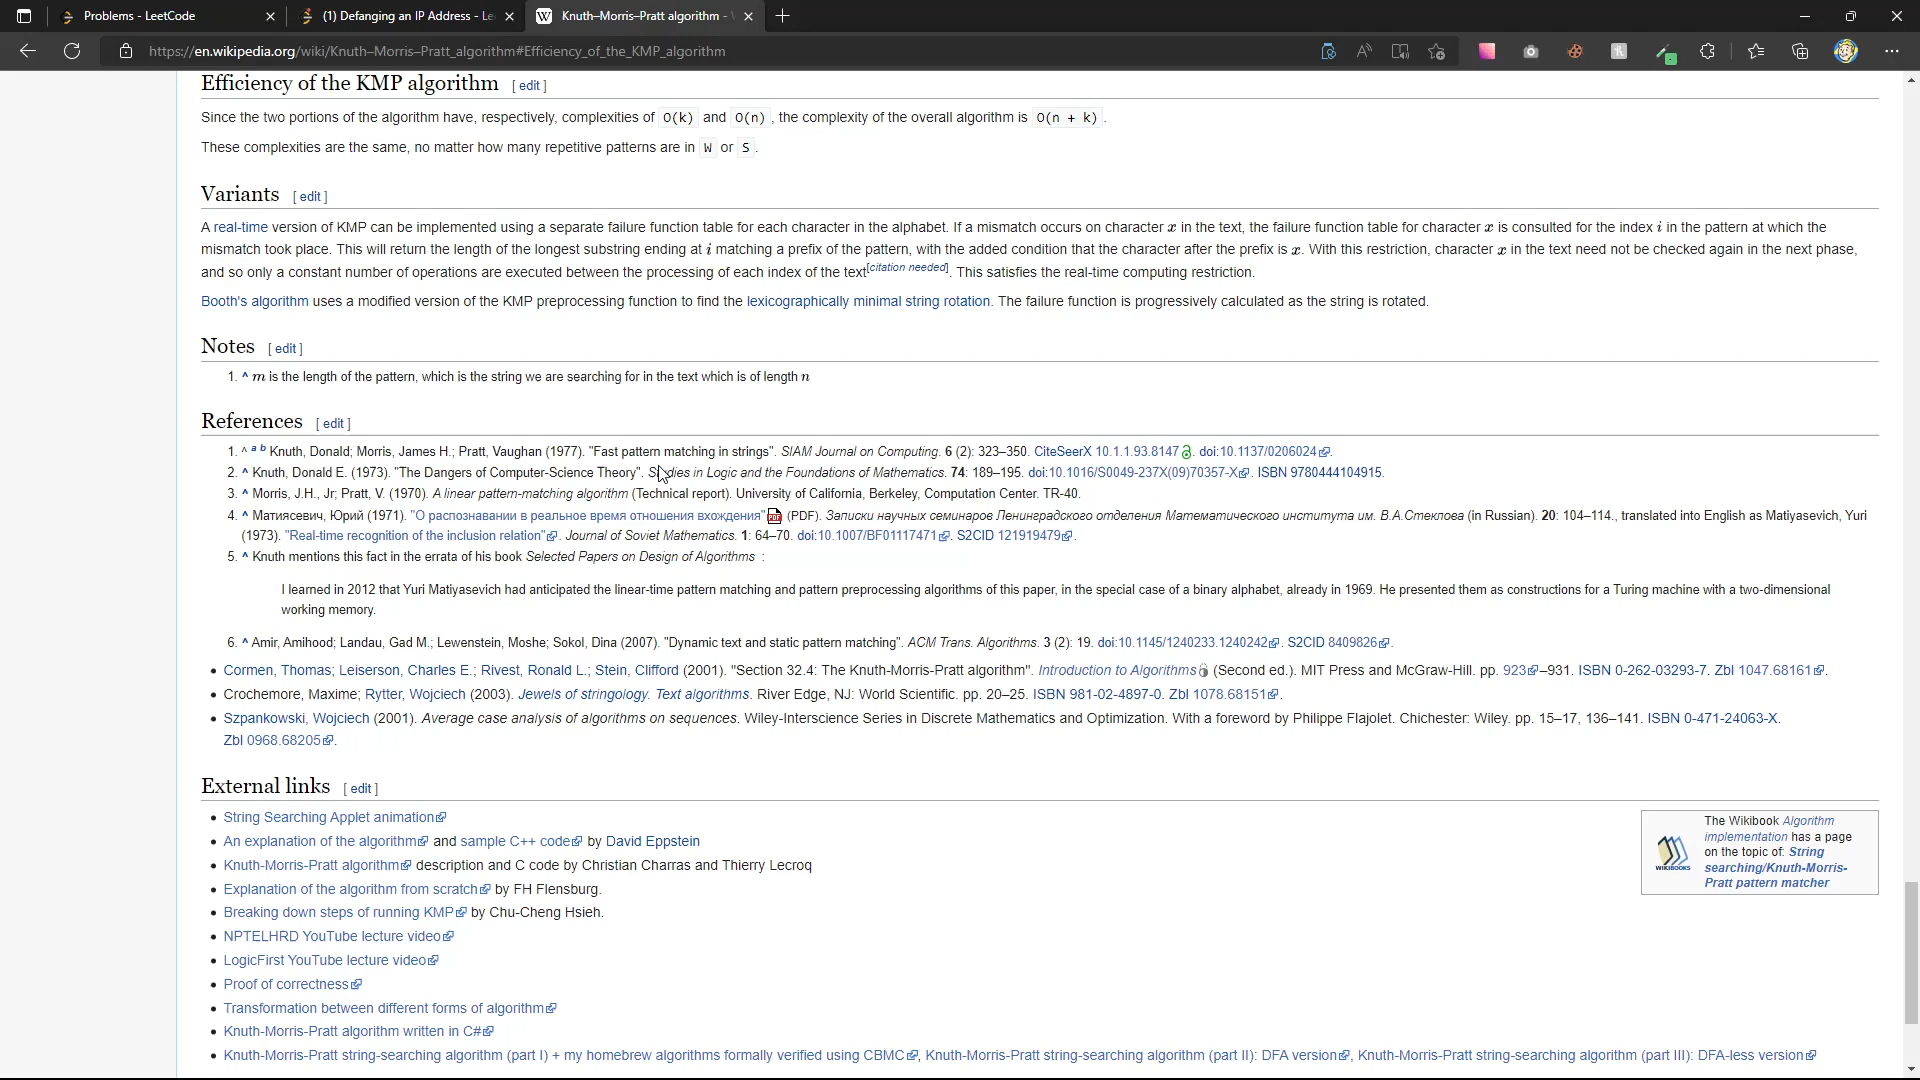 Problems - LeetCode
(1) Defanging an IP Address - Le
Knuth–Morris–Pratt algorithm -
https://en.wikipedia.org/wiki/Knuth–Morris–Pratt_algorithm#Efficiency_of_the_KMP_algorithm
Efficiency of the KMP algorithm [ edit ]
Since the two portions of the algorithm have, respectively, complexities of O(k) and O(n), the complexity of the overall algorithm is O(n + k).
These complexities are the same, no matter how many repetitive patterns are in W or S.
Variants [ edit ]
A real-time version of KMP can be implemented using a separate failure function table for each character in the alphabet. If a mismatch occurs on character x in the text, the failure function table for character x is consulted for the index i in the pattern at which the
mismatch took place. This will return the length of the longest substring ending at i matching a prefix of the pattern, with the added condition that the character after the prefix is x. With this restriction, character x in the text need not be checked again in the next phase,
and so only a constant number of operations are executed between the processing of each index of the text[citation needed]. This satisfies the real-time computing restriction.
Booth's algorithm uses a modified version of the KMP preprocessing function to find the lexicographically minimal string rotation. The failure function is progressively calculated as the string is rotated.
Notes [ edit ]
1. ^ m is the length of the pattern, which is the string we are searching for in the text which is of length n
References [ edit ]
1. ^ a b Knuth, Donald; Morris, James H.; Pratt, Vaughan (1977). "Fast pattern matching in strings". SIAM Journal on Computing. 6 (2): 323–350. CiteSeerX 10.1.1.93.8147. doi:10.1137/0206024.
2. ^ Knuth, Donald E. (1973). "The Dangers of Computer-Science Theory". Studies in Logic and the Foundations of Mathematics. 74: 189–195. doi:10.1016/S0049-237X(09)70357-X. ISBN 9780444104915.
3. ^ Morris, J.H., Jr; Pratt, V. (1970). A linear pattern-matching algorithm (Technical report). University of California, Berkeley, Computation Center. TR-40.
4. ^ Матиясевич, Юрий (1971). "О распознавании в реальное время отношения вхождения" (PDF). Записки научных семинаров Ленинградского отделения Математического института им. В.А.Стеклова (in Russian). 20: 104–114., translated into English as Matiyasevich, Yuri
(1973). "Real-time recognition of the inclusion relation". Journal of Soviet Mathematics. 1: 64–70. doi:10.1007/BF01117471. S2CID 121919479.
5. ^ Knuth mentions this fact in the errata of his book Selected Papers on Design of Algorithms :
I learned in 2012 that Yuri Matiyasevich had anticipated the linear-time pattern matching and pattern preprocessing algorithms of this paper, in the special case of a binary alphabet, already in 1969. He presented them as constructions for a Turing machine with a two-dimensional
working memory.
6. ^ Amir, Amihood; Landau, Gad M.; Lewenstein, Moshe; Sokol, Dina (2007). "Dynamic text and static pattern matching". ACM Trans. Algorithms. 3 (2): 19. doi:10.1145/1240233.1240242. S2CID 8409826.
• Cormen, Thomas; Leiserson, Charles E.; Rivest, Ronald L.; Stein, Clifford (2001). "Section 32.4: The Knuth-Morris-Pratt algorithm". Introduction to Algorithms (Second ed.). MIT Press and McGraw-Hill. pp. 923–931. ISBN 0-262-03293-7. Zbl 1047.68161.
• Crochemore, Maxime; Rytter, Wojciech (2003). Jewels of stringology. Text algorithms. River Edge, NJ: World Scientific. pp. 20–25. ISBN 981-02-4897-0. Zbl 1078.68151.
• Szpankowski, Wojciech (2001). Average case analysis of algorithms on sequences. Wiley-Interscience Series in Discrete Mathematics and Optimization. With a foreword by Philippe Flajolet. Chichester: Wiley. pp. 15–17, 136–141. ISBN 0-471-24063-X.
Zbl 0968.68205.
External links [ edit ]
• String Searching Applet animation
• An explanation of the algorithm and sample C++ code by David Eppstein
• Knuth-Morris-Pratt algorithm description and C code by Christian Charras and Thierry Lecroq
• Explanation of the algorithm from scratch by FH Flensburg.
• Breaking down steps of running KMP by Chu-Cheng Hsieh.
• NPTELHRD YouTube lecture video
• LogicFirst YouTube lecture video
• Proof of correctness
• Transformation between different forms of algorithm
• Knuth-Morris-Pratt algorithm written in C#
• Knuth-Morris-Pratt string-searching algorithm (part I) + my homebrew algorithms formally verified using CBMC, Knuth-Morris-Pratt string-searching algorithm (part II): DFA version, Knuth-Morris-Pratt string-searching algorithm (part III): DFA-less version
WIKIBOOKS
The Wikibook Algorithm
implementation has a page
on the topic of: String
searching/Knuth-Morris-
Pratt pattern matcher